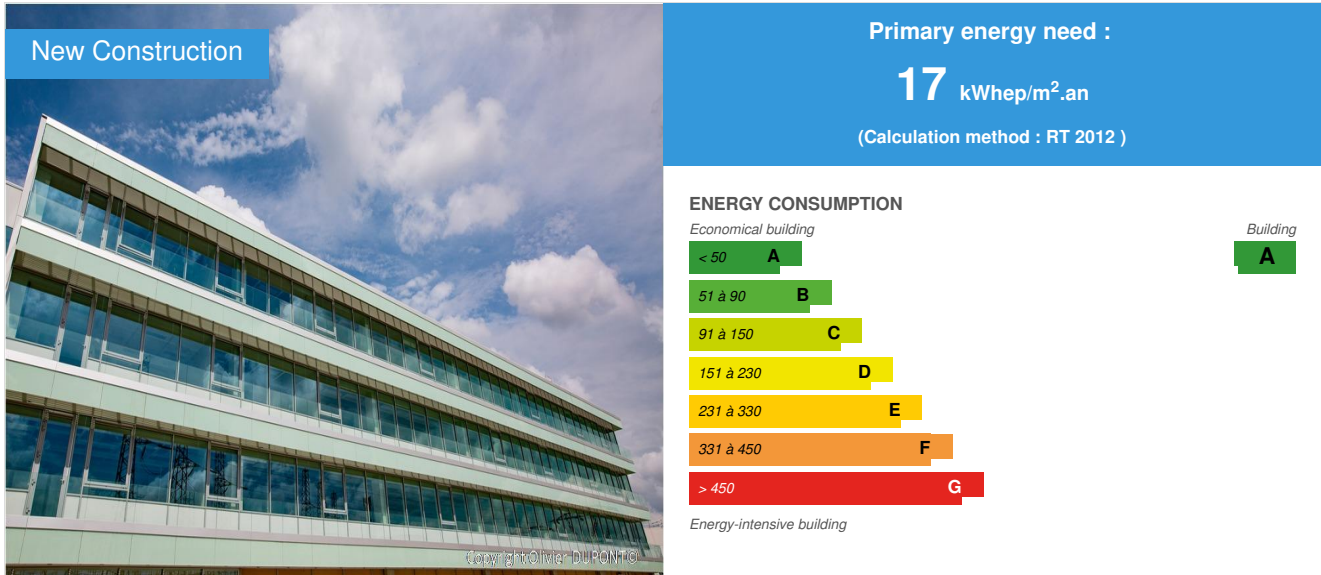 New Construction
Copyright Olivier DUPONT©
Primary energy need :
17 kWhep/m².an
(Calculation method : RT 2012 )
ENERGY CONSUMPTION
Economical building
Building
< 50 A
A
51 à 90 B
91 à 150 C
151 à 230 D
231 à 330 E
331 à 450 F
> 450 G
Energy-intensive building